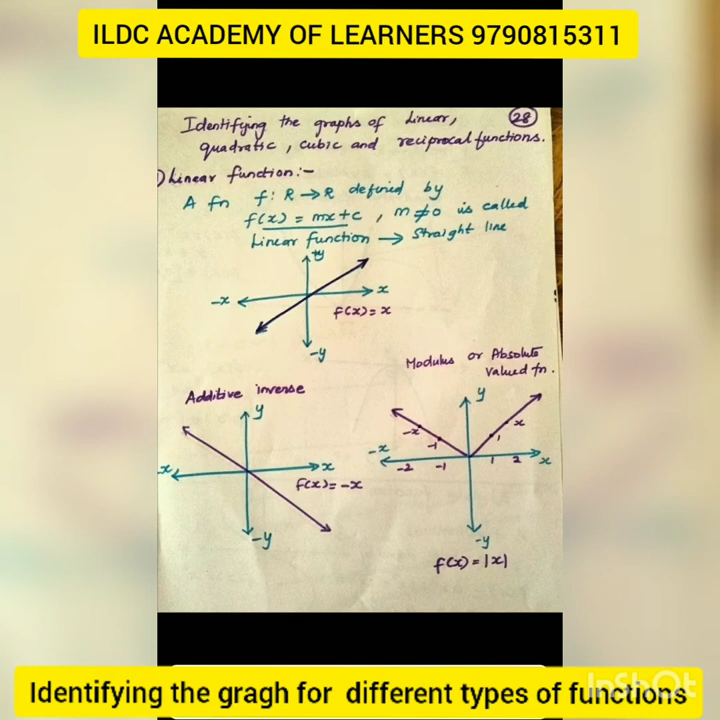 ILDC ACADEMY OF LEARNERS 9790815311
28
Identifying the graphs of Linear,
quadratic, cubic and reciprocal functions.
) Linear function:-
A fn f: R → R defined by
f(x) = mx+c, m≠0 is called
Linear function → Straight line
+y
-x x
f(x)=x
-y
Modulus or Absolute
valued fn.
Additive inverse
y
-x x
f(x)=-x
-y
y
-x x
-1 1
-x x
-2 -1 1 2
-y
f(x)=|x|
Identifying the gragh for different types of functions
InShOt